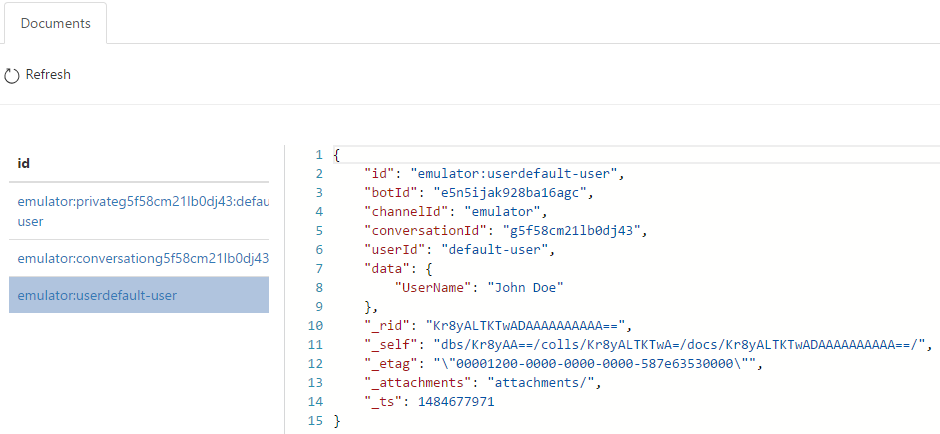 Documents
Refresh
id
emulator:privateg5f58cm21lb0dj43:defau
user
emulator:conversationg5f58cm21lb0dj43
emulator:userdefault-user
1 {
2 "id": "emulator:userdefault-user",
3 "botId": "e5n5ijak928ba16agc",
4 "channelId": "emulator",
5 "conversationId": "g5f58cm21lb0dj43",
6 "userId": "default-user",
7 "data": {
8 "UserName": "John Doe"
9 },
10 "_rid": "Kr8yALTKTwADAAAAAAAAAA==",
11 "_self": "dbs/Kr8yAA==/colls/Kr8yALTKTwA=/docs/Kr8yALTKTwADAAAAAAAAAA==/",
12 "_etag": "\"00001200-0000-0000-0000-587e63530000\"",
13 "_attachments": "attachments/",
14 "_ts": 1484677971
15 }